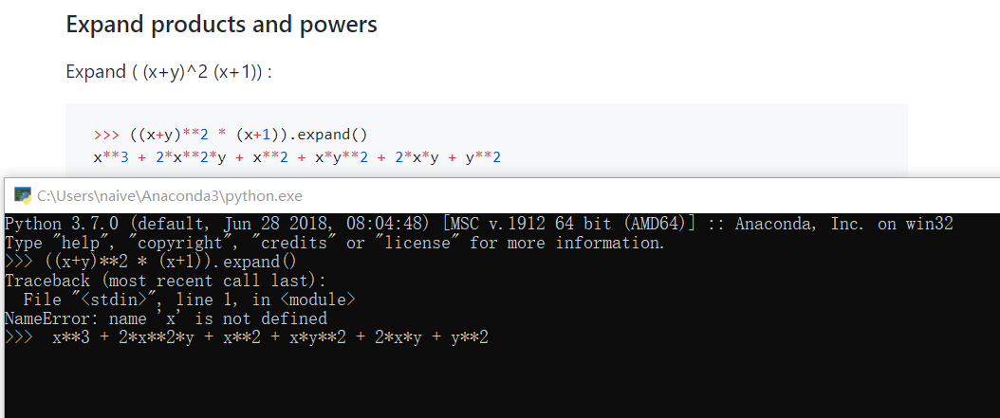 Expand products and powers
Expand ( (x+y)^2 (x+1)) :
>>> ((x+y)**2 * (x+1)).expand()
x**3 + 2*x**2*y + x**2 + x*y**2 + 2*x*y + y**2
C:\Users\naive\Anaconda3\python.exe
Python 3.7.0 (default, Jun 28 2018, 08:04:48) [MSC v.1912 64 bit (AMD64)] :: Anaconda, Inc. on win32
Type "help", "copyright", "credits" or "license" for more information.
>>> ((x+y)**2 * (x+1)).expand()
Traceback (most recent call last):
  File "<stdin>", line 1, in <module>
NameError: name 'x' is not defined
>>>  x**3 + 2*x**2*y + x**2 + x*y**2 + 2*x*y + y**2